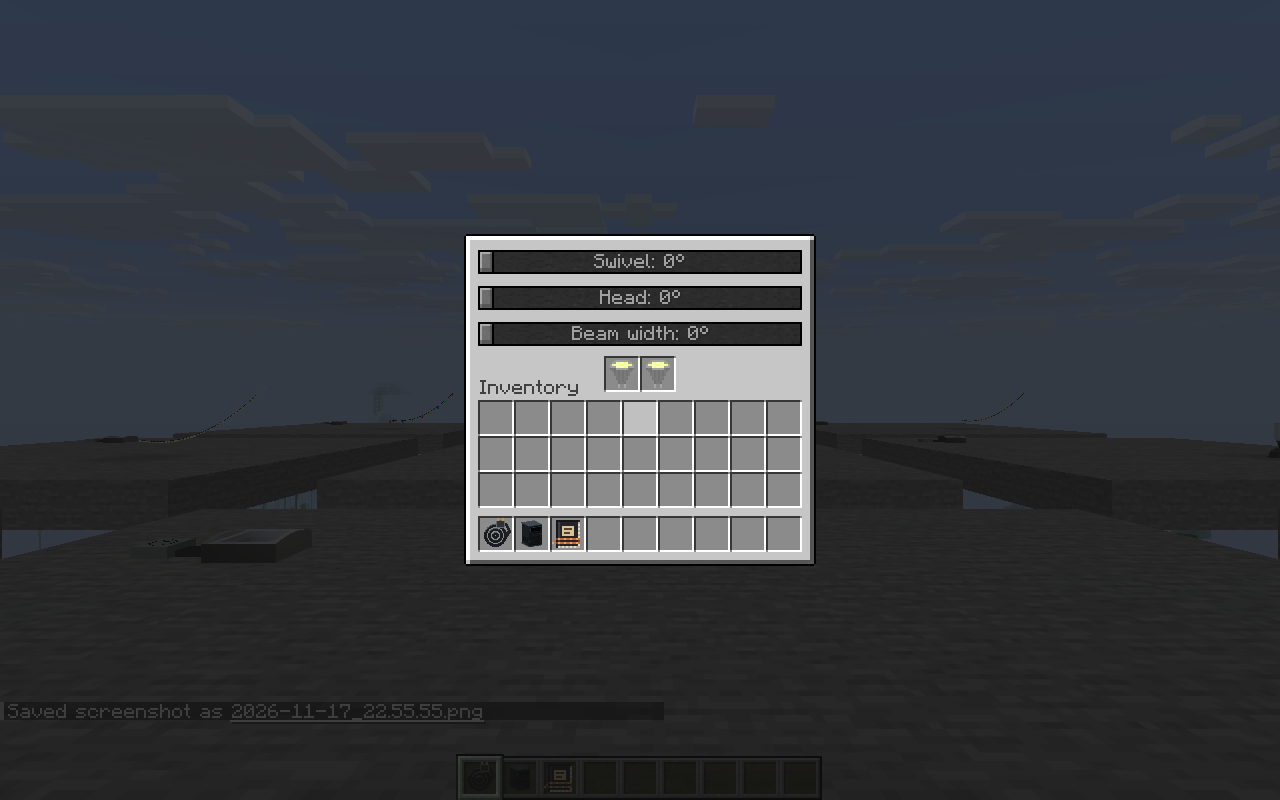 Swivel: 0°
Head: 0°
Beam width: 0°
Inventory
Saved screenshot as 2026-11-17_22.55.55.png